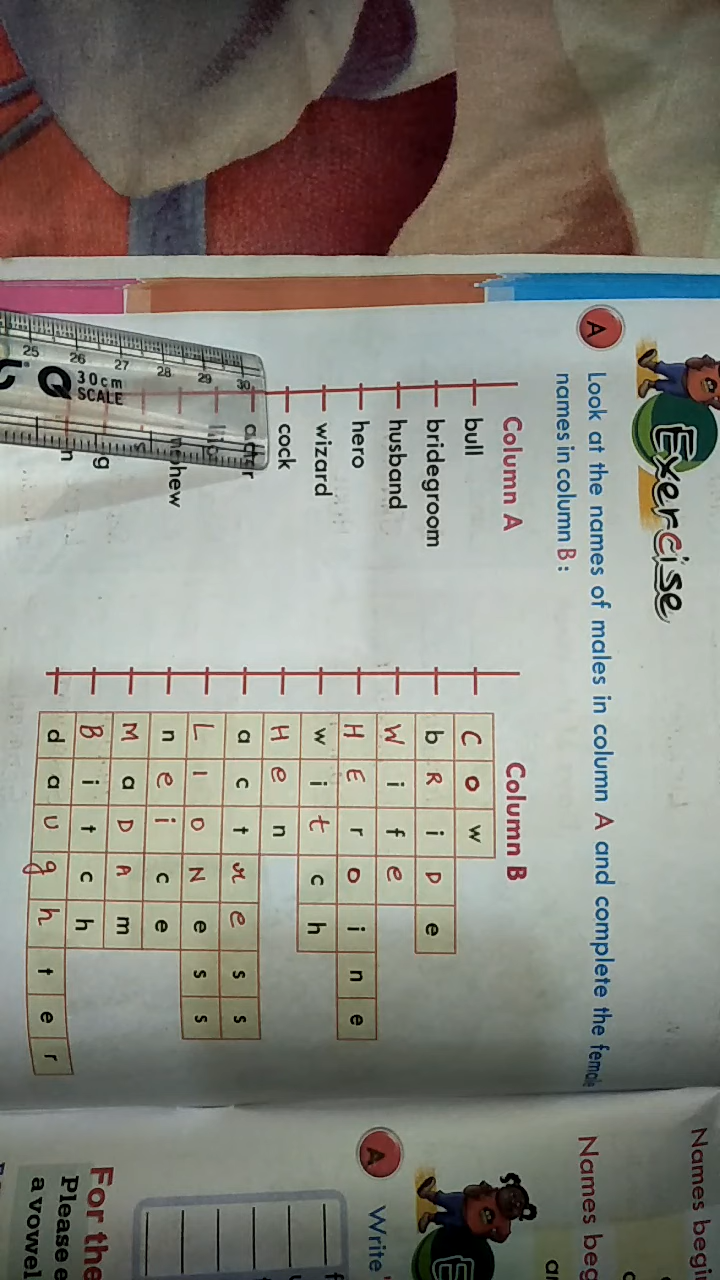 Exercise
A Look at the names of males in column A and complete the female
names in column B :
Column A
bull
bridegroom
husband
hero
wizard
cock
actor
lion
nephew
Column B
C o w
b R i D e
W i f e
H E r o i n e
w i t c h
H e n
a c t r e s s
L I O N e s s
n e i c e
M a D A m
B i t c h
d a u g h t e r
25 26 27 28 29 30
30cm
SCALE
Names begi
Names beg
A Write
For the
Please e
a vowel